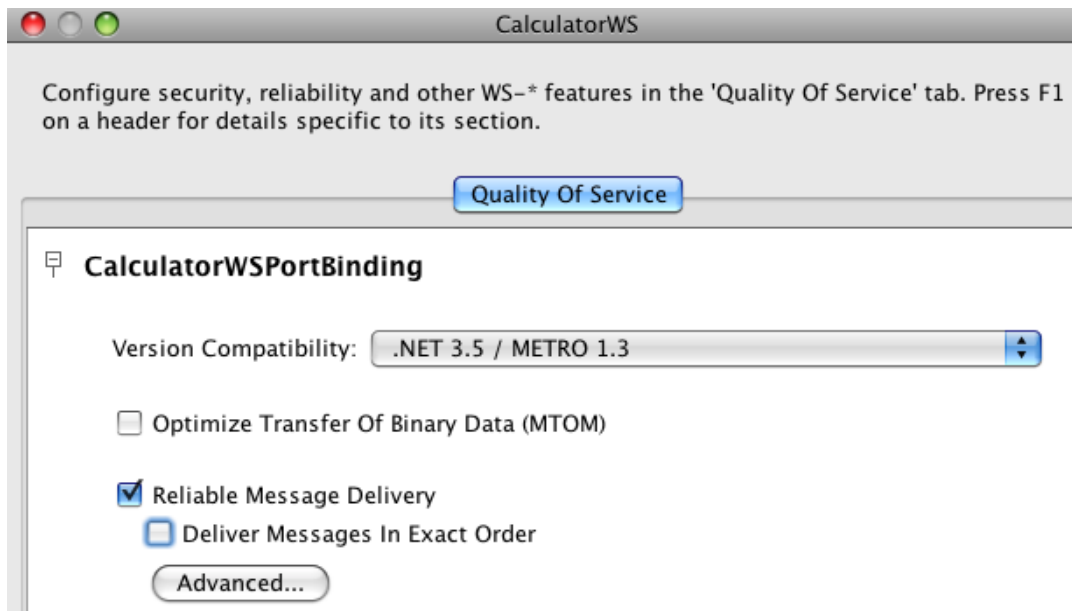 CalculatorWS
Configure security, reliability and other WS-* features in the 'Quality Of Service' tab. Press F1
on a header for details specific to its section.
Quality Of Service
CalculatorWSPortBinding
Version Compatibility: .NET 3.5 / METRO 1.3
Optimize Transfer Of Binary Data (MTOM)
Reliable Message Delivery
Deliver Messages In Exact Order
Advanced...